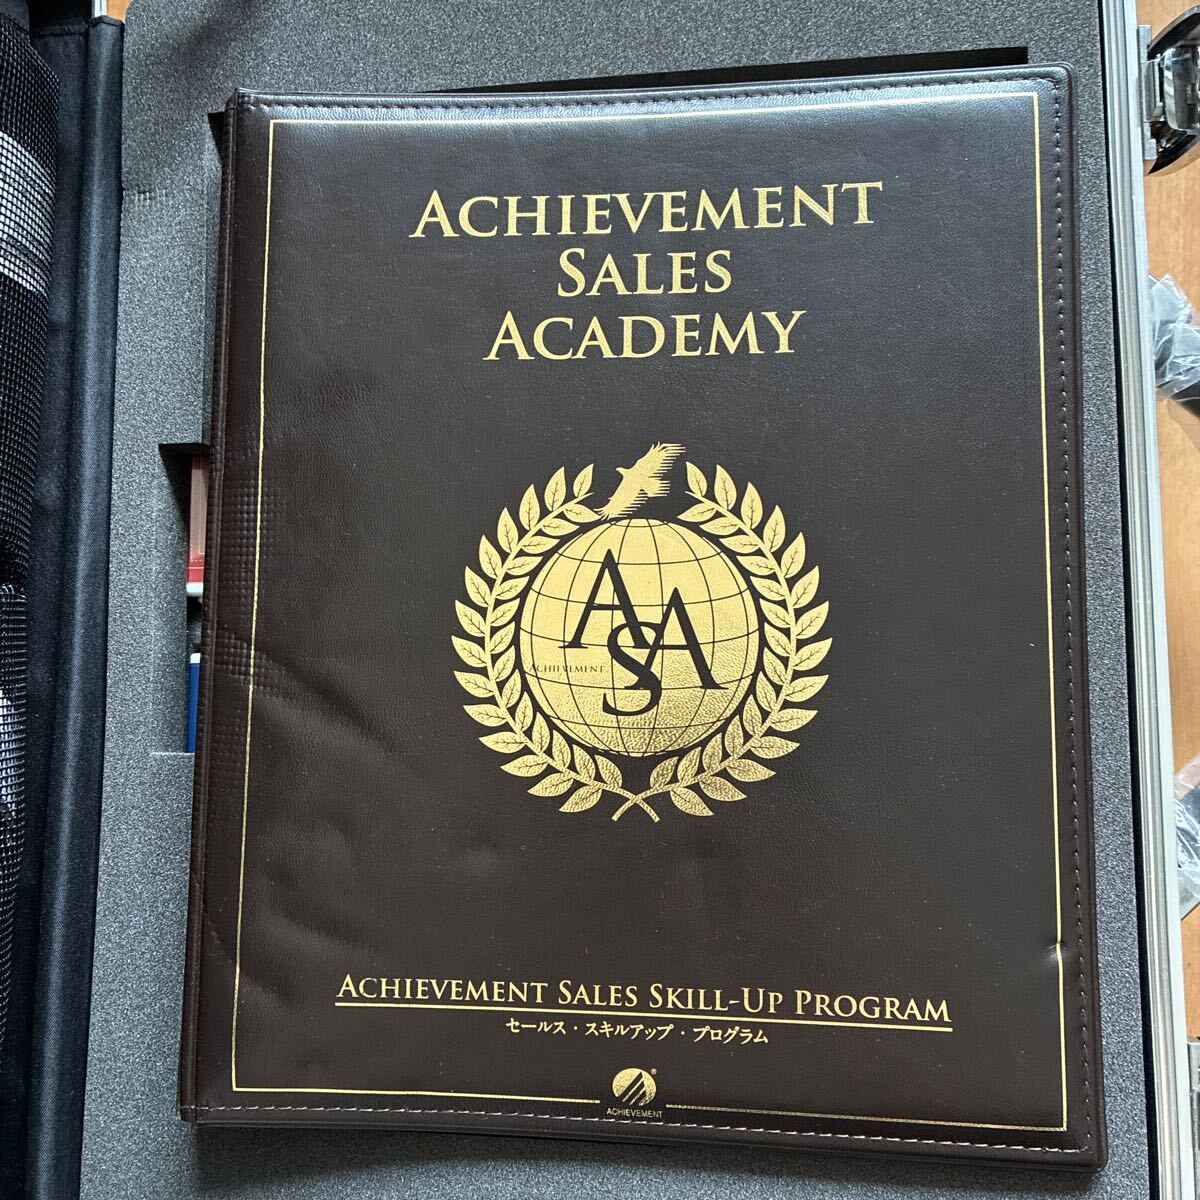 ACHIEVEMENT
SALES
ACADEMY
ASA
ACHIEVEMENT
ACHIEVEMENT SALES SKILL-UP PROGRAM
セールス・スキルアップ・プログラム
®
ACHIEVEMENT